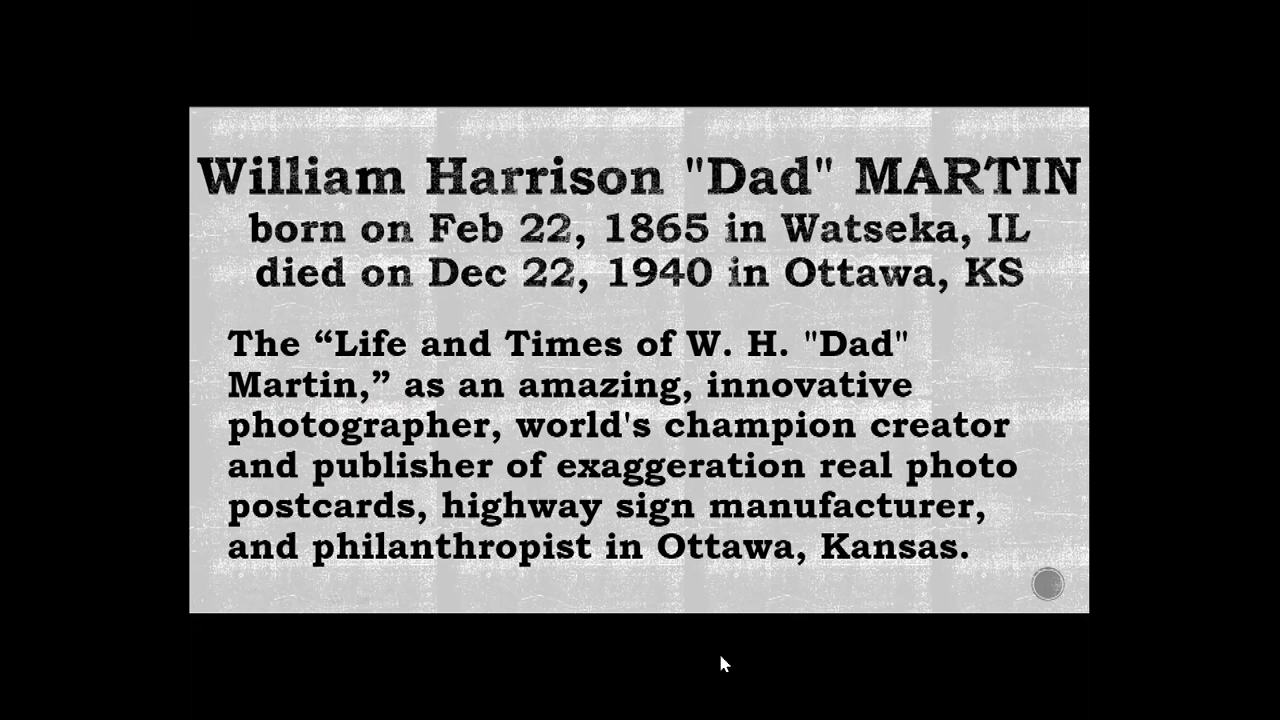 William Harrison "Dad" MARTIN
born on Feb 22, 1865 in Watseka, IL
died on Dec 22, 1940 in Ottawa, KS
The “Life and Times of W. H. "Dad"
Martin,” as an amazing, innovative
photographer, world's champion creator
and publisher of exaggeration real photo
postcards, highway sign manufacturer,
and philanthropist in Ottawa, Kansas.